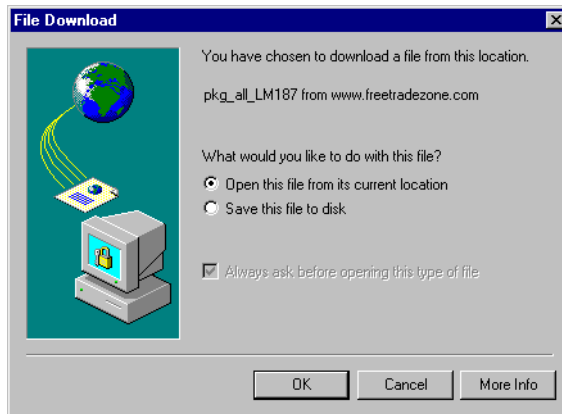 File Download
You have chosen to download a file from this location.
pkg_all_LM187 from www.freetradezone.com
What would you like to do with this file?
Open this file from its current location
Save this file to disk
Always ask before opening this type of file
OK
Cancel
More Info